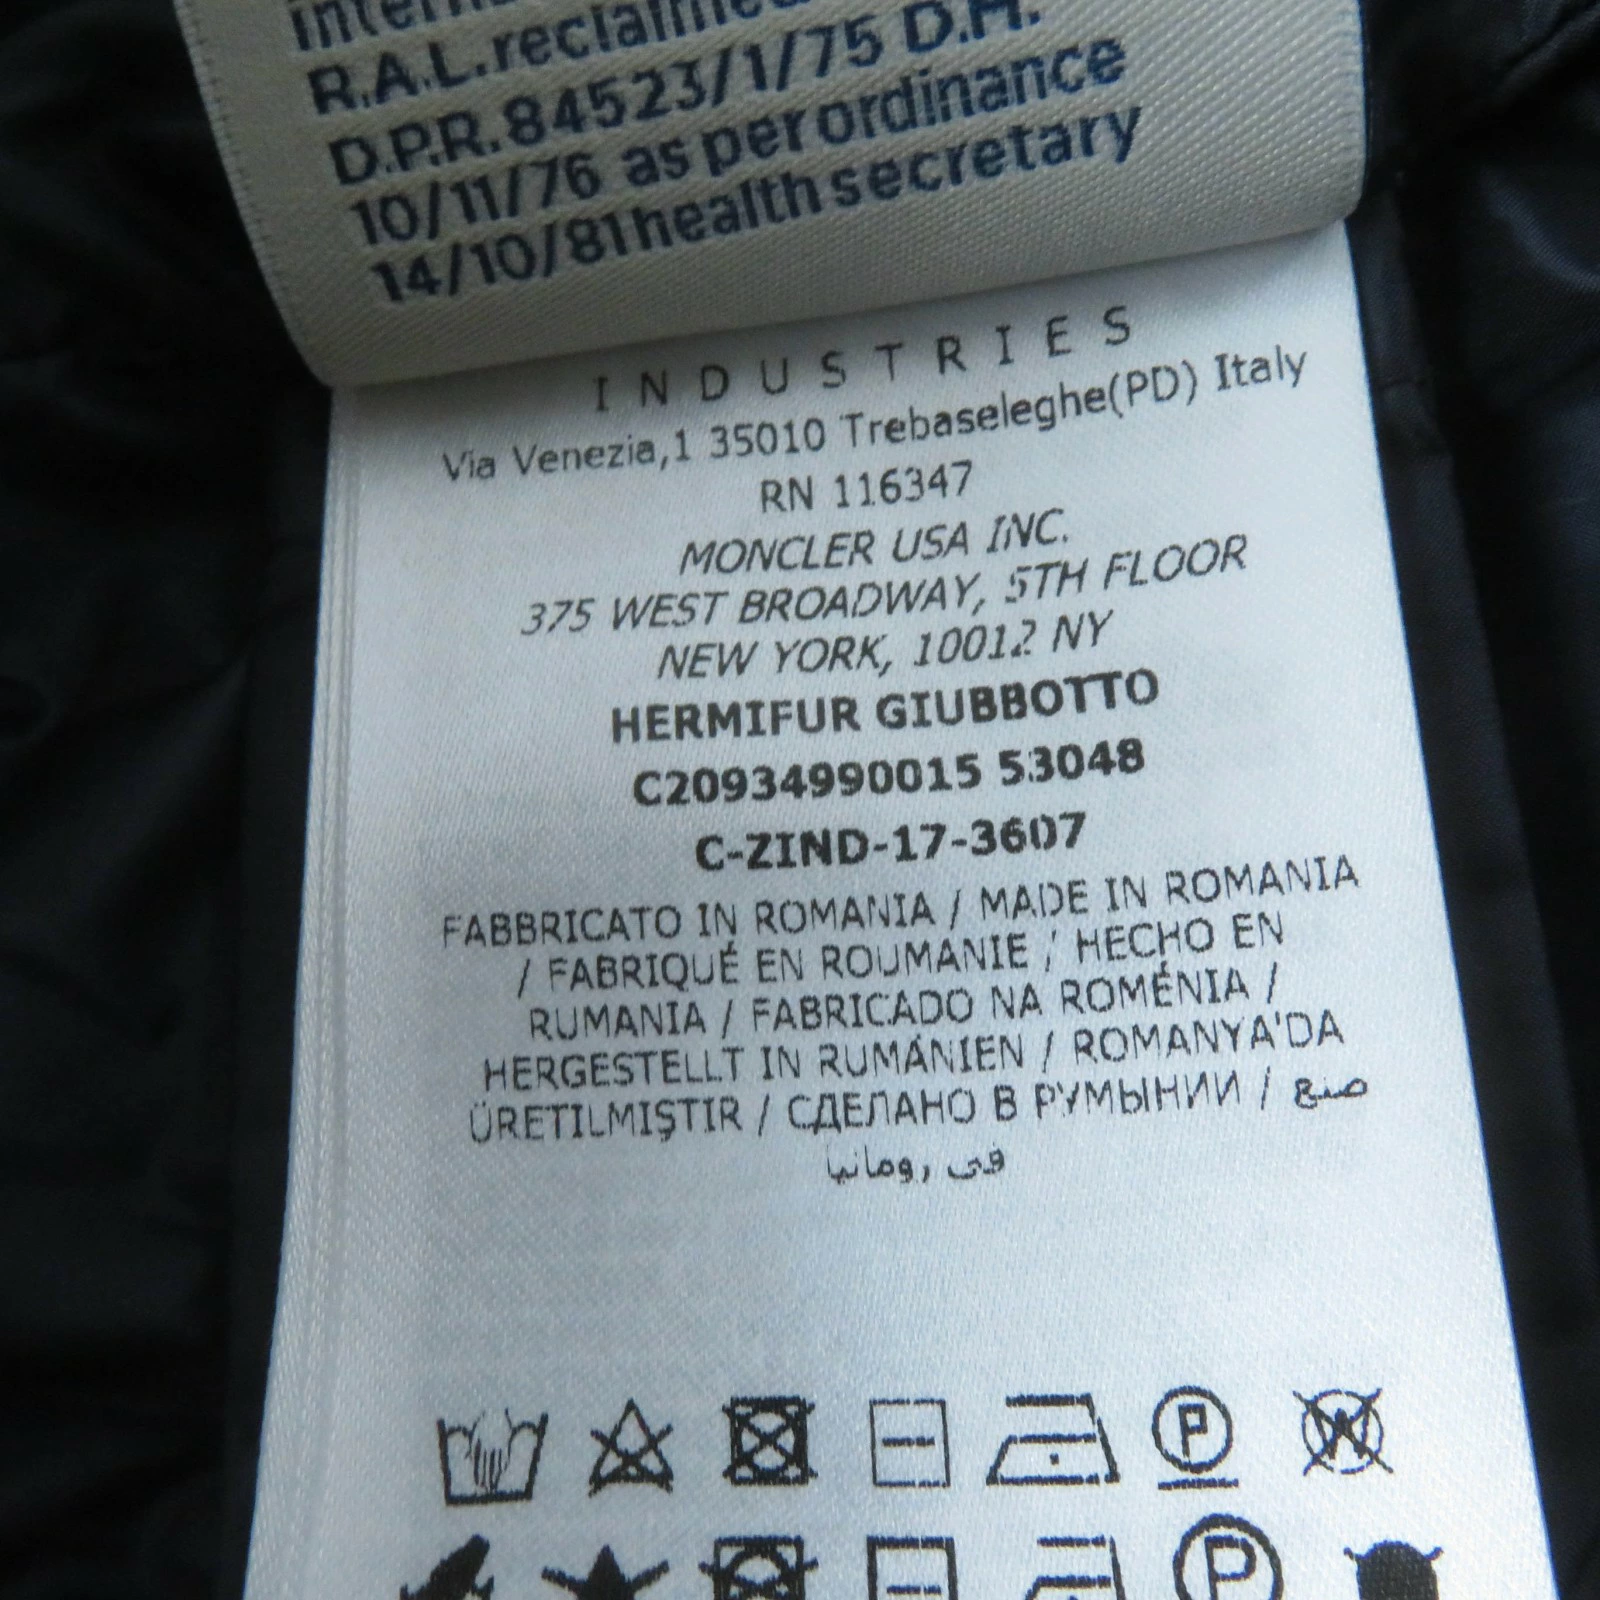 R.A.L. reclaimed
D.P.R. 84523/1/75 D.M.
10/11/76 as per ordinance
14/10/81 health secretary
INDUSTRIES
Via Venezia,1 35010 Trebaseleghe(PD) Italy
RN 116347
MONCLER USA INC.
375 WEST BROADWAY, 5TH FLOOR
NEW YORK, 10012 NY
HERMIFUR GIUBBOTTO
C20934990015 53048
C-ZIND-17-3607
FABBRICATO IN ROMANIA / MADE IN ROMANIA
/ FABRIQUÉ EN ROUMANIE / HECHO EN
RUMANIA / FABRICADO NA ROMÉNIA /
HERGESTELLT IN RUMÄNIEN / ROMANYA'DA
ÜRETILMIŞTIR / СДЕЛАНО В РУМЫНИИ / صنع
فى رومانيا
P W
P